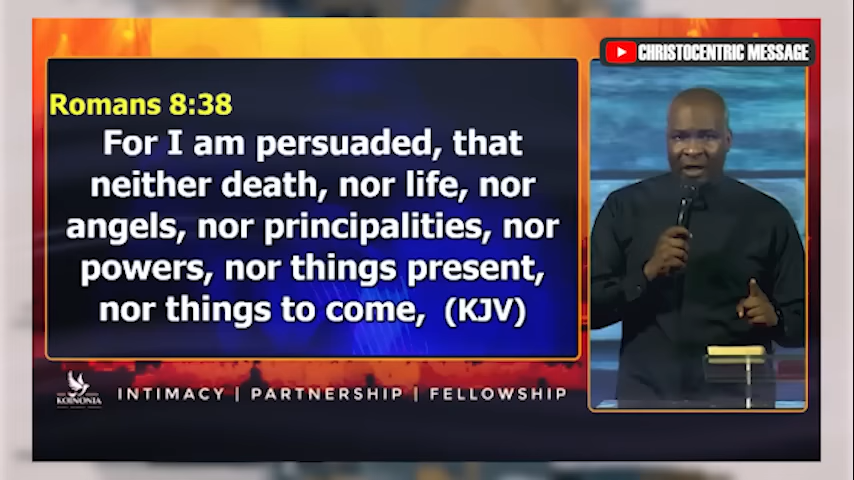 CHRISTOCENTRIC MESSAGE
Romans 8:38
For I am persuaded, that
neither death, nor life, nor
angels, nor principalities, nor
powers, nor things present,
nor things to come, (KJV)
KOINONIA
INTIMACY | PARTNERSHIP | FELLOWSHIP